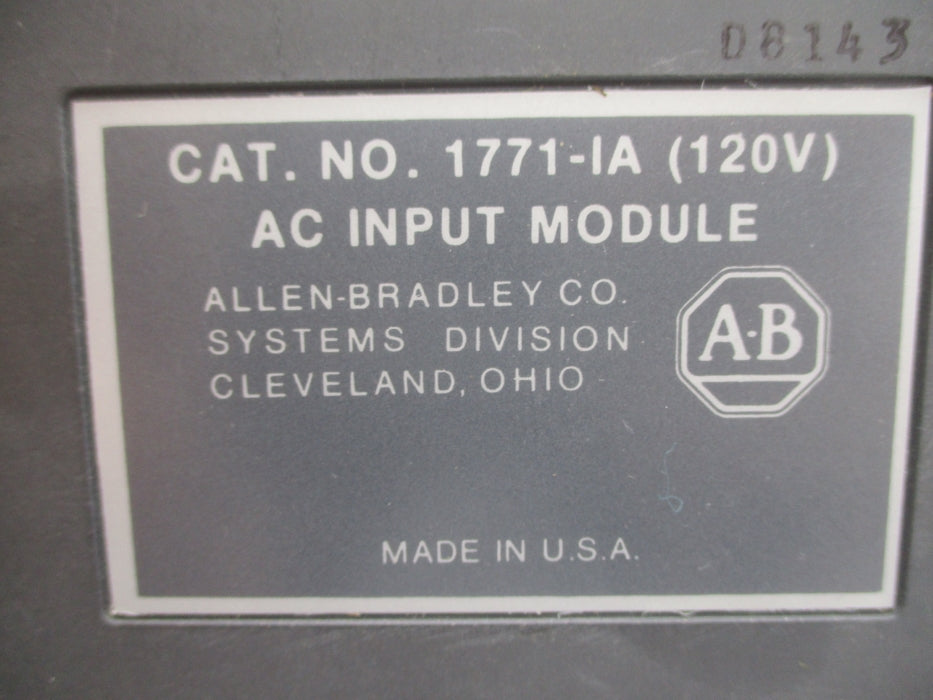 D8143
CAT. NO. 1771-IA (120V)
AC INPUT MODULE
ALLEN-BRADLEY CO.
SYSTEMS DIVISION
CLEVELAND, OHIO
A-B
MADE IN U.S.A.